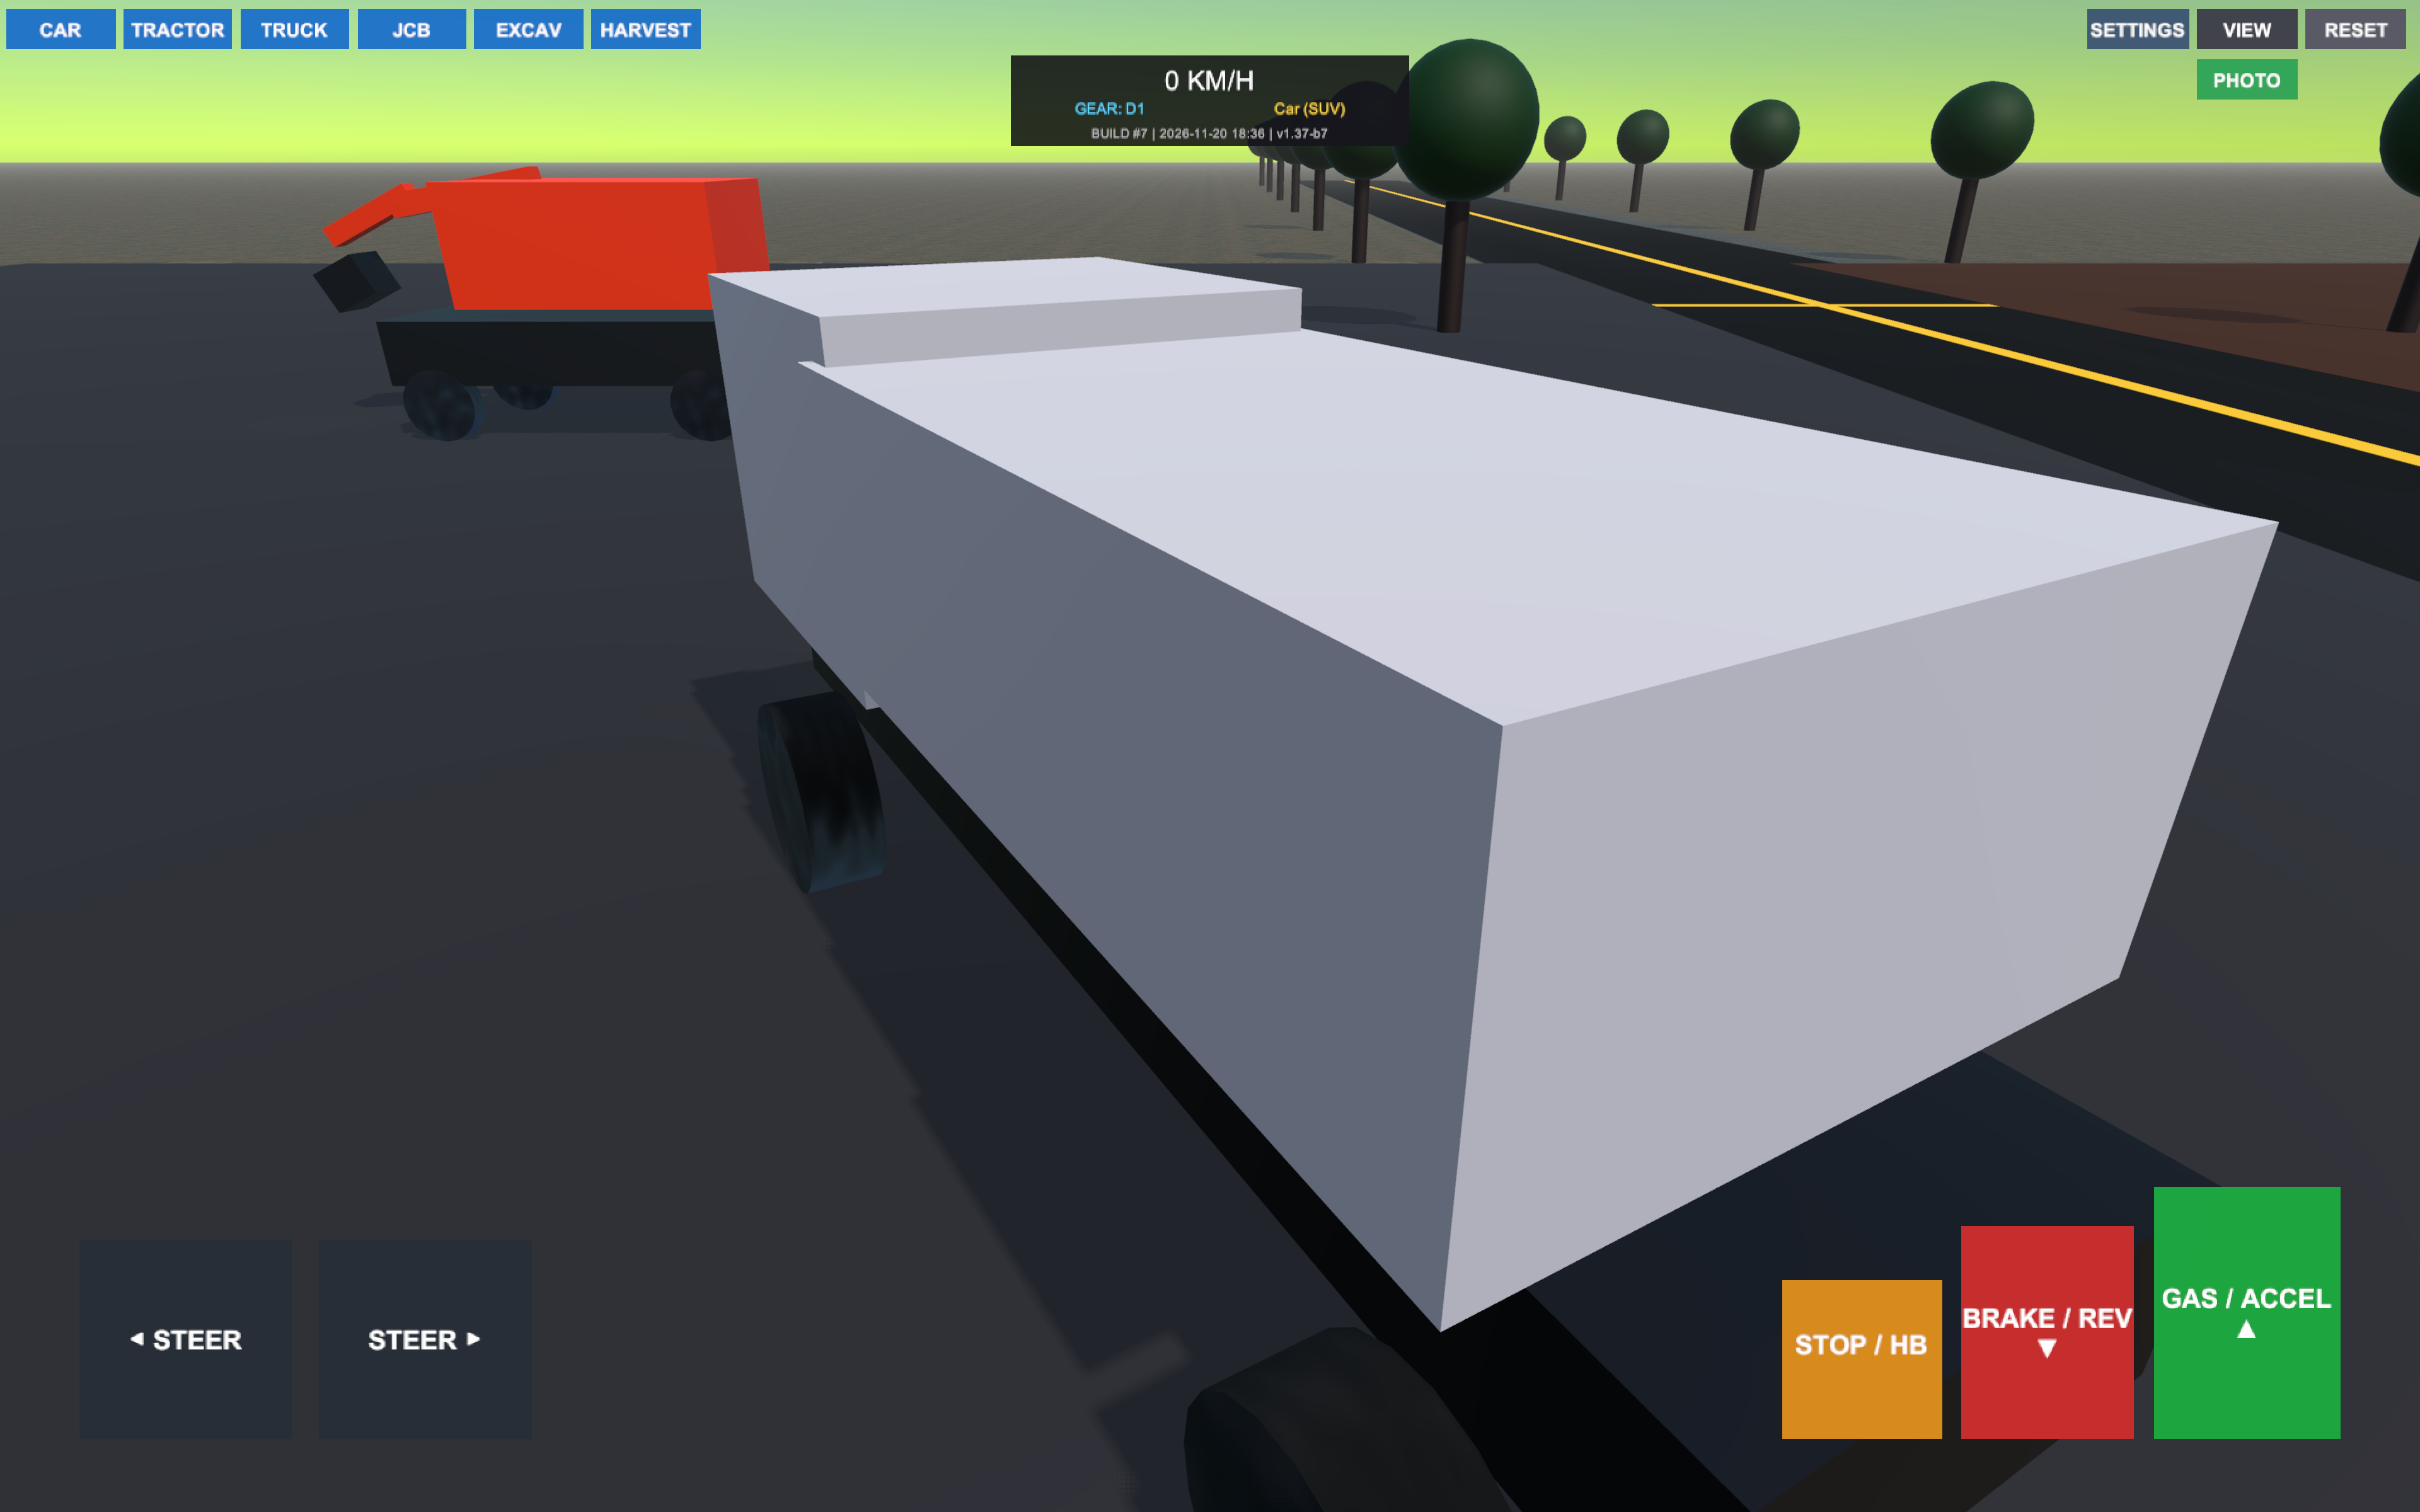 CAR
TRACTOR
TRUCK
JCB
EXCAV
HARVEST
SETTINGS
VIEW
RESET
PHOTO
0 KM/H
GEAR: D1
Car (SUV)
BUILD #7 | 2026-11-20 18:36 | v1.37-b7
◄ STEER
STEER ►
STOP / HB
BRAKE / REV
▼
GAS / ACCEL
▲